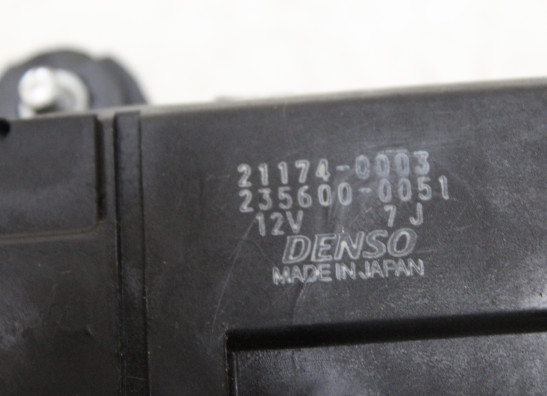 21174-0003
235600-0051
12V 7J
DENSO
MADE IN JAPAN